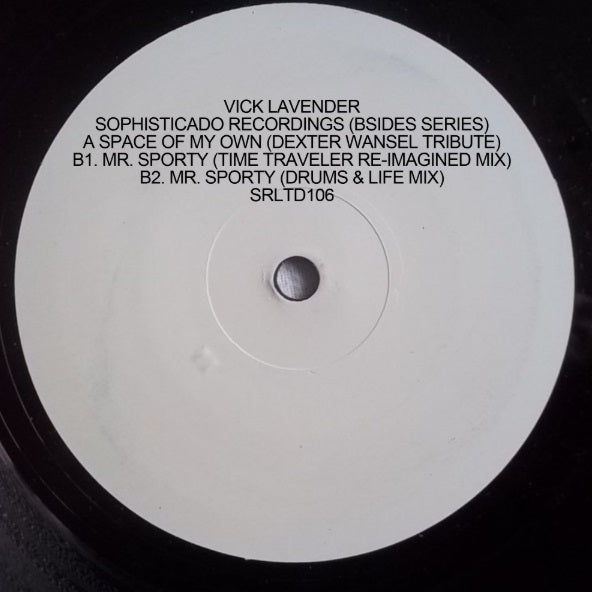 VICK LAVENDER
SOPHISTICADO RECORDINGS (BSIDES SERIES)
A SPACE OF MY OWN (DEXTER WANSEL TRIBUTE)
B1. MR. SPORTY (TIME TRAVELER RE-IMAGINED MIX)
B2. MR. SPORTY (DRUMS & LIFE MIX)
SRLTD106